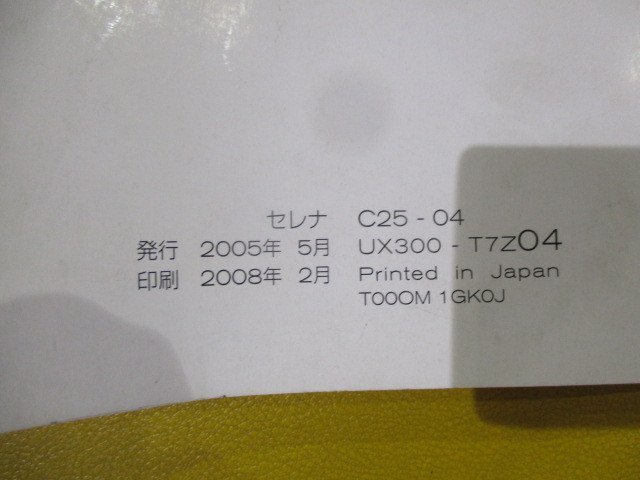 セレナ C25 - 04
発行 2005年 5月 UX300 - T7Z04
印刷 2008年 2月 Printed in Japan
T00OM 1GK0J